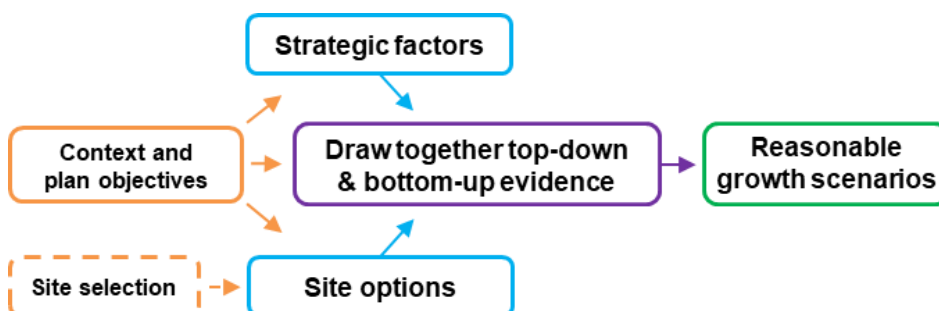 Strategic factors
Context and
plan objectives
Draw together top-down
& bottom-up evidence
Reasonable
growth scenarios
Site selection
Site options